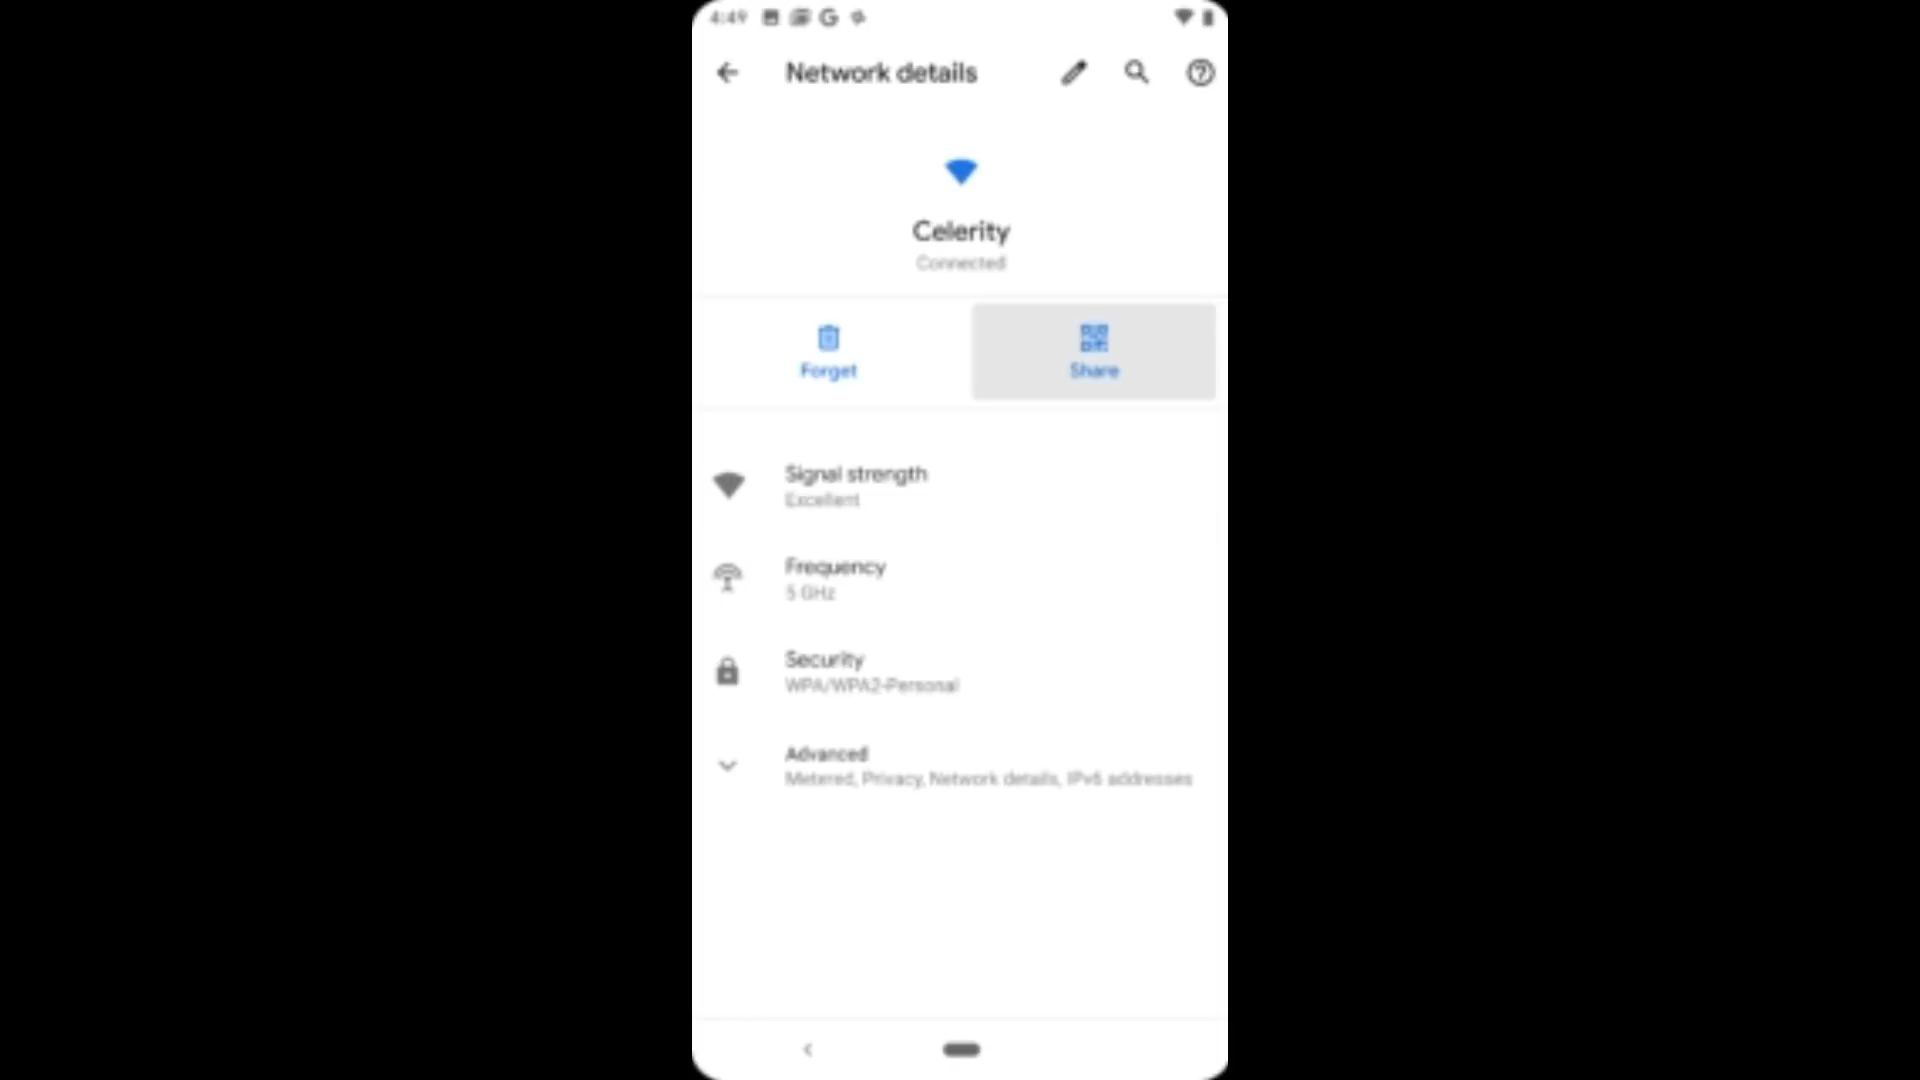 4:49
Network details
Celerity
Connected
Forget
Share
Signal strength
Excellent
Frequency
5 GHz
Security
WPA/WPA2-Personal
Advanced
Metered, Privacy, Network details, IPv6 addresses